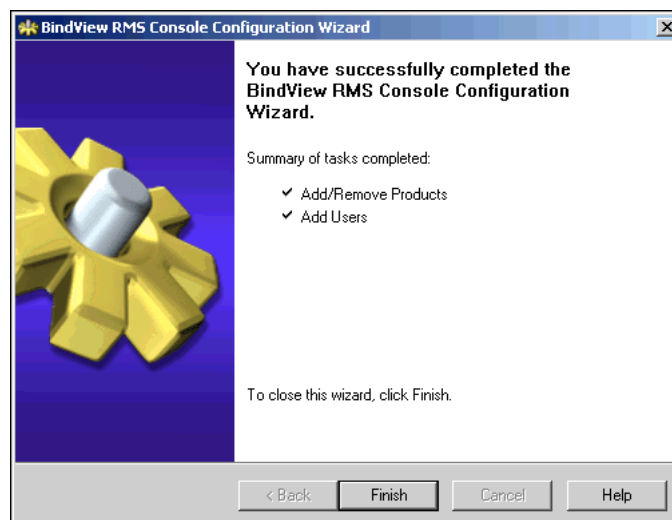 BindView RMS Console Configuration Wizard
You have successfully completed the
BindView RMS Console Configuration
Wizard.
Summary of tasks completed:
Add/Remove Products
Add Users
To close this wizard, click Finish.
< Back
Finish
Cancel
Help